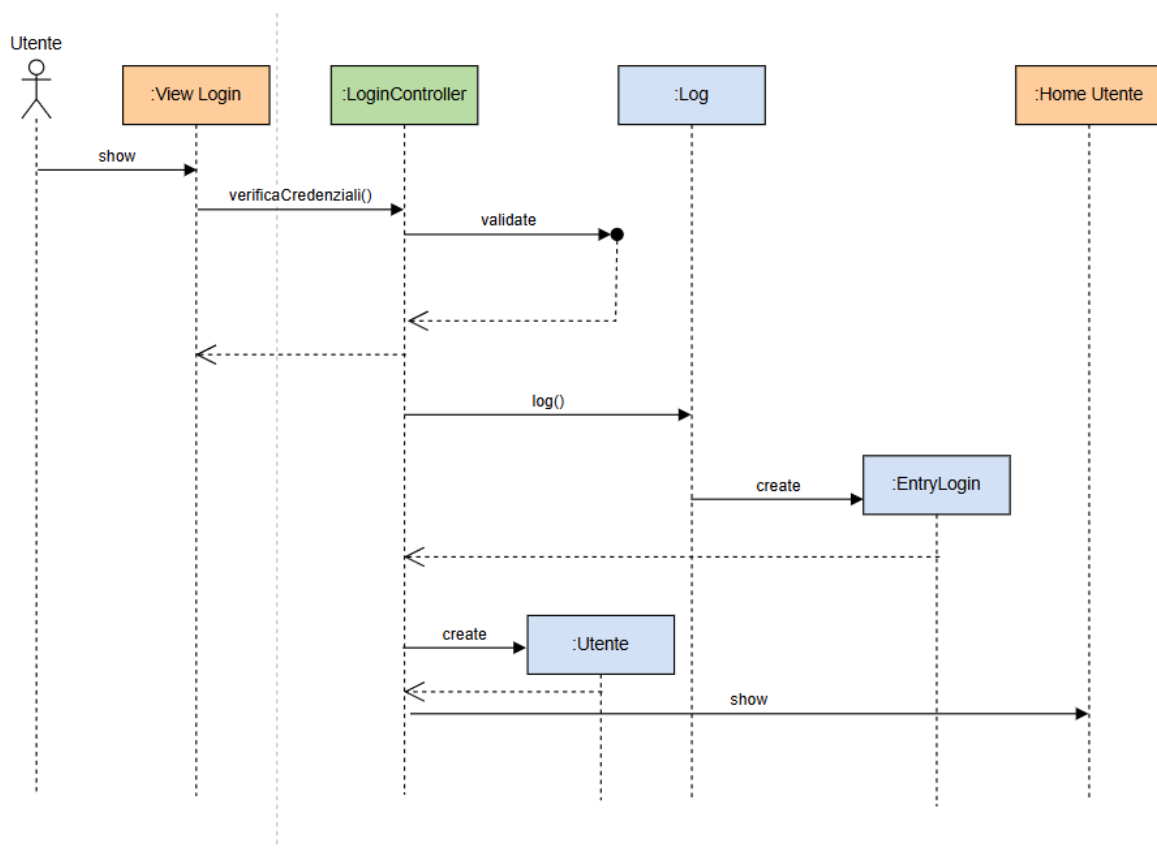 Utente
:View Login
:LoginController
:Log
:Home Utente
show
verificaCredenziali()
validate
log()
:EntryLogin
create
:Utente
create
show